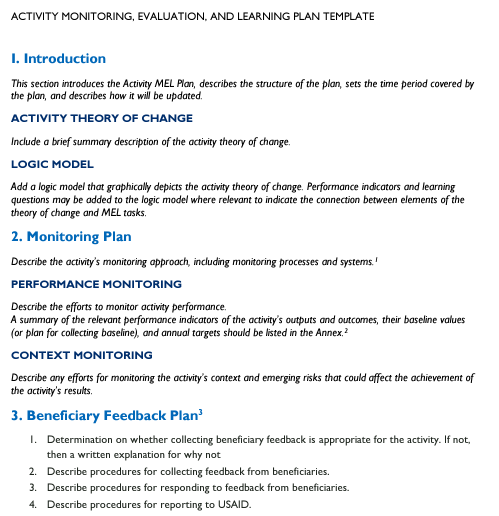 ACTIVITY MONITORING, EVALUATION, AND LEARNING PLAN TEMPLATE
I. Introduction
This section introduces the Activity MEL Plan, describes the structure of the plan, sets the time period covered by
the plan, and describes how it will be updated.
ACTIVITY THEORY OF CHANGE
Include a brief summary description of the activity theory of change.
LOGIC MODEL
Add a logic model that graphically depicts the activity theory of change. Performance indicators and learning
questions may be added to the logic model where relevant to indicate the connection between elements of the
theory of change and MEL tasks.
2. Monitoring Plan
Describe the activity's monitoring approach, including monitoring processes and systems.¹
PERFORMANCE MONITORING
Describe the efforts to monitor activity performance.
A summary of the relevant performance indicators of the activity's outputs and outcomes, their baseline values
(or plan for collecting baseline), and annual targets should be listed in the Annex.²
CONTEXT MONITORING
Describe any efforts for monitoring the activity's context and emerging risks that could affect the achievement of
the activity's results.
3. Beneficiary Feedback Plan³
1. Determination on whether collecting beneficiary feedback is appropriate for the activity. If not,
then a written explanation for why not
2. Describe procedures for collecting feedback from beneficiaries.
3. Describe procedures for responding to feedback from beneficiaries.
4. Describe procedures for reporting to USAID.